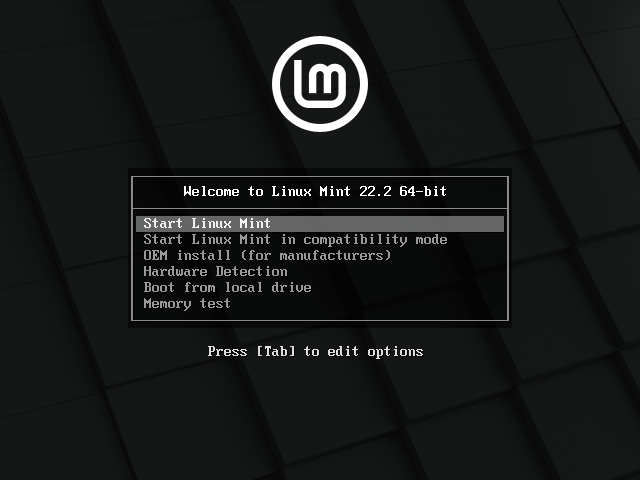 Welcome to Linux Mint 22.2 64-bit
Start Linux Mint
Start Linux Mint in compatibility mode
OEM install (for manufacturers)
Hardware Detection
Boot from local drive
Memory test
Press [Tab] to edit options